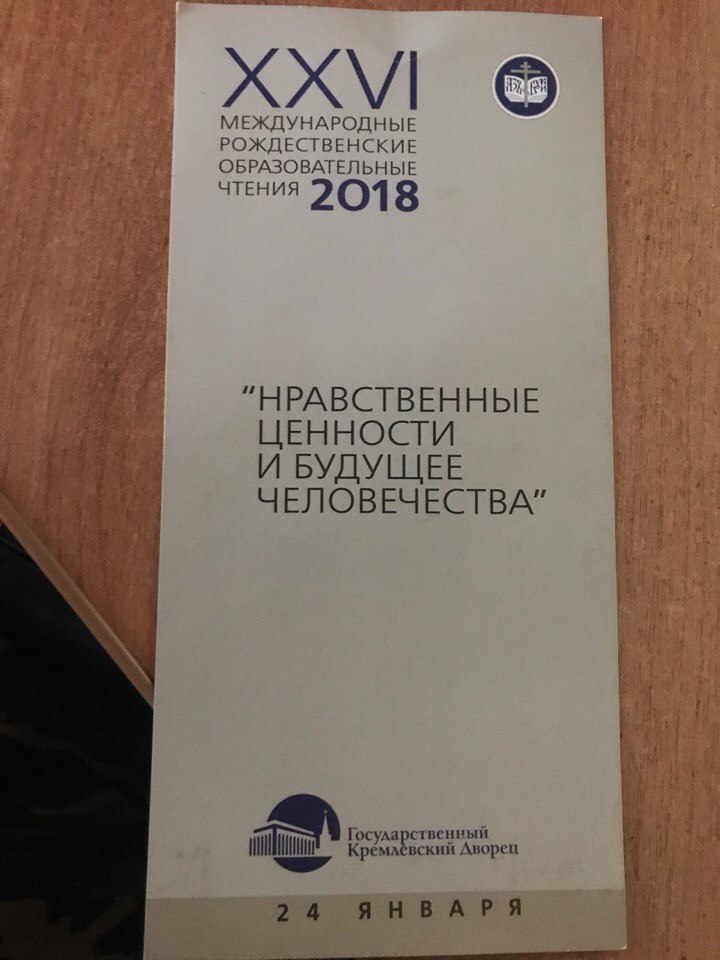 XXVI
МЕЖДУНАРОДНЫЕ
РОЖДЕСТВЕНСКИЕ
ОБРАЗОВАТЕЛЬНЫЕ
ЧТЕНИЯ 2018
"НРАВСТВЕННЫЕ
ЦЕННОСТИ
И БУДУЩЕЕ
ЧЕЛОВЕЧЕСТВА"
Государственный
Кремлёвский Дворец
24 ЯНВАРЯ